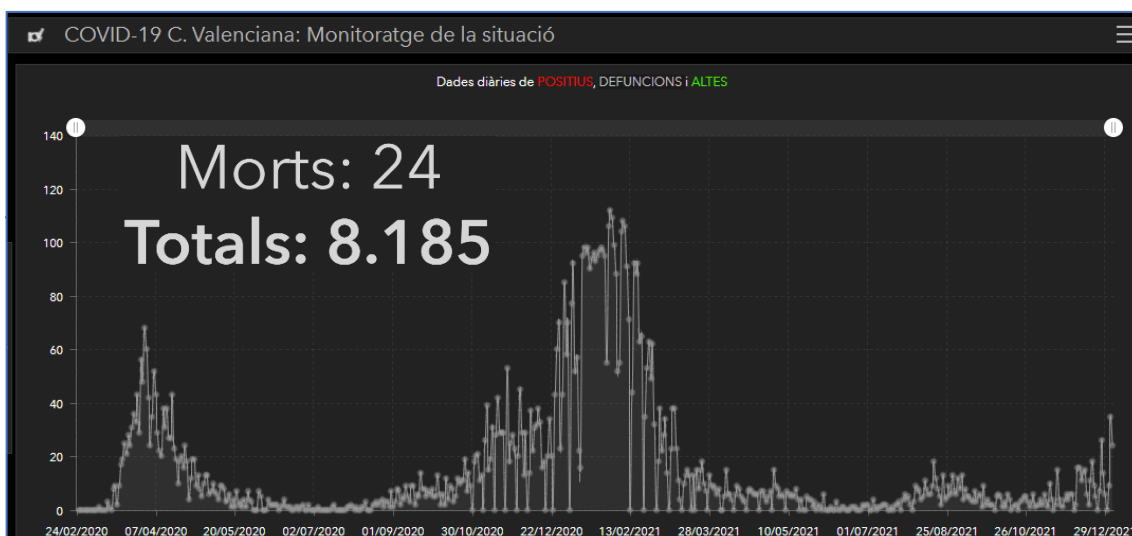 COVID-19 C. Valenciana: Monitoratge de la situació
Dades diàries de POSITIUS, DEFUNCIONS i ALTES
Morts: 24
Totals: 8.185
140
120
100
80
60
40
20
0
24/02/2020 07/04/2020 20/05/2020 02/07/2020 01/09/2020 30/10/2020 22/12/2020 13/02/2021 28/03/2021 10/05/2021 01/07/2021 25/08/2021 26/10/2021 29/12/2021